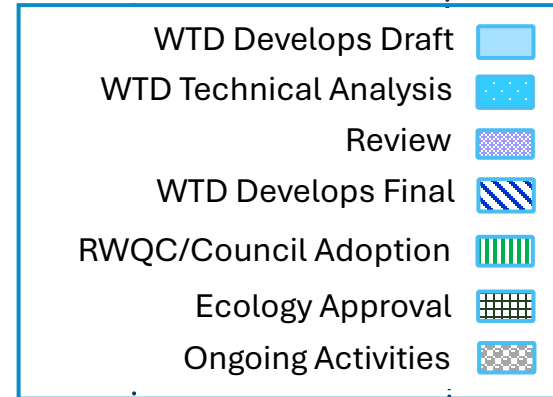 WTD Develops Draft
WTD Technical Analysis
Review
WTD Develops Final
RWQC/Council Adoption
Ecology Approval
Ongoing Activities